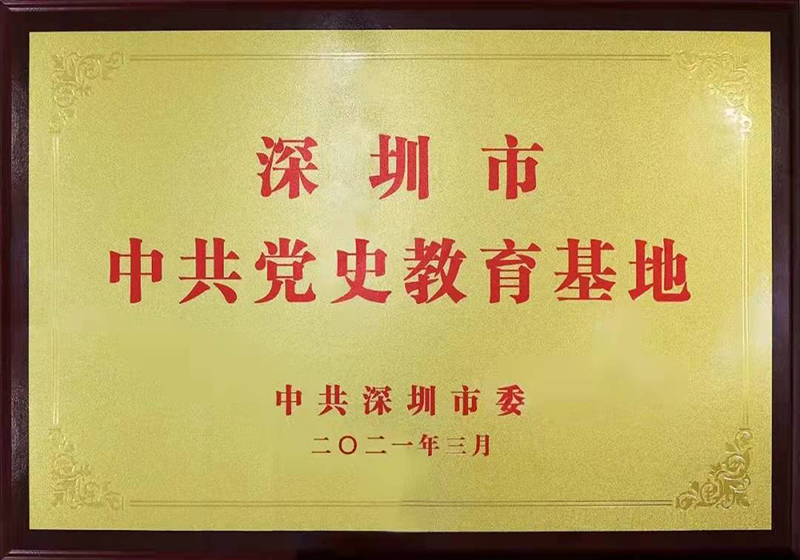 深圳市
中共党史教育基地
中共深圳市委
二〇二一年三月